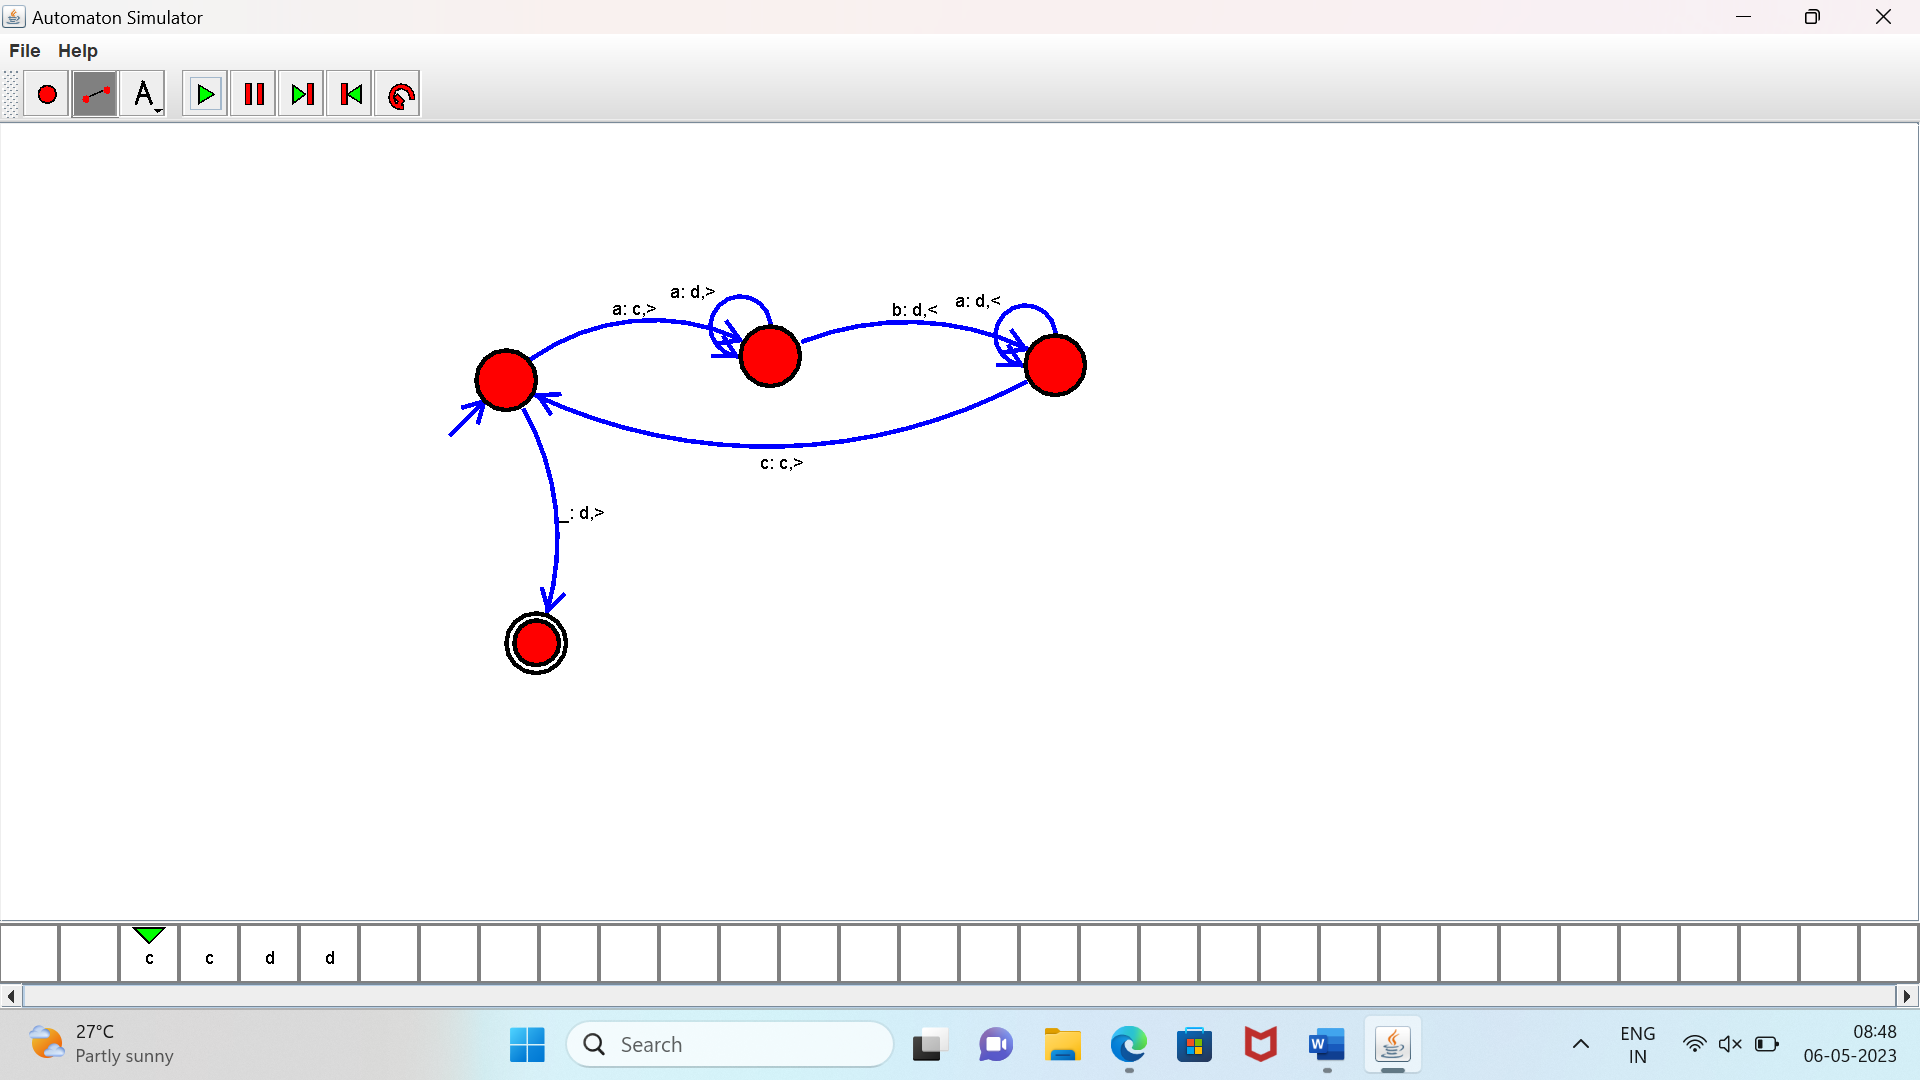 Automaton Simulator
File Help
A
a: d,>
a: d,<
a: c,>
b: d,<
c: c,>
_: d,>
c c d d
27°C
Partly sunny
Search
W
ENG
IN
08:48
06-05-2023